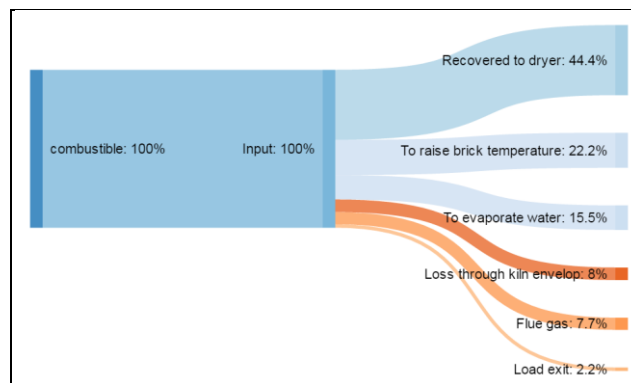 Recovered to dryer: 44.4%
combustible: 100%
Input: 100%
To raise brick temperature: 22.2%
To evaporate water: 15.5%
Loss through kiln envelop: 8%
Flue gas: 7.7%
Load exit: 2.2%